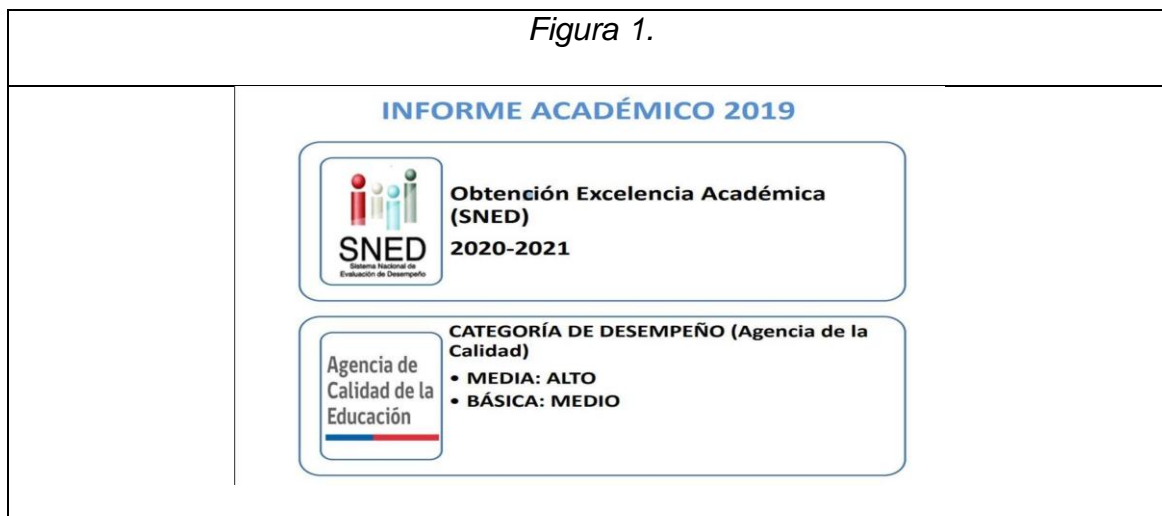 Figura 1.
INFORME ACADÉMICO 2019
SNED
Sistema Nacional de
Evaluación de Desempeño
Obtención Excelencia Académica
(SNED)
2020-2021
Agencia de
Calidad de la
Educación
CATEGORÍA DE DESEMPEÑO (Agencia de la
Calidad)
• MEDIA: ALTO
• BÁSICA: MEDIO